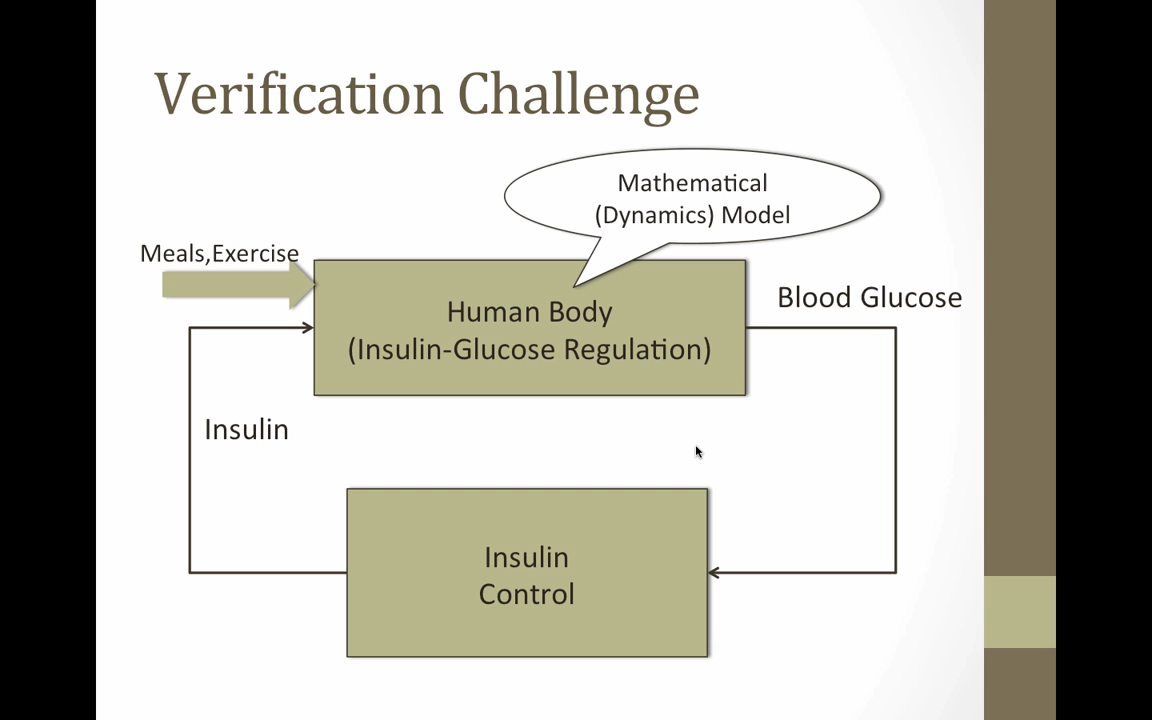 Verification Challenge
Mathematical
(Dynamics) Model
Meals,Exercise
Human Body
(Insulin-Glucose Regulation)
Blood Glucose
Insulin
Insulin
Control